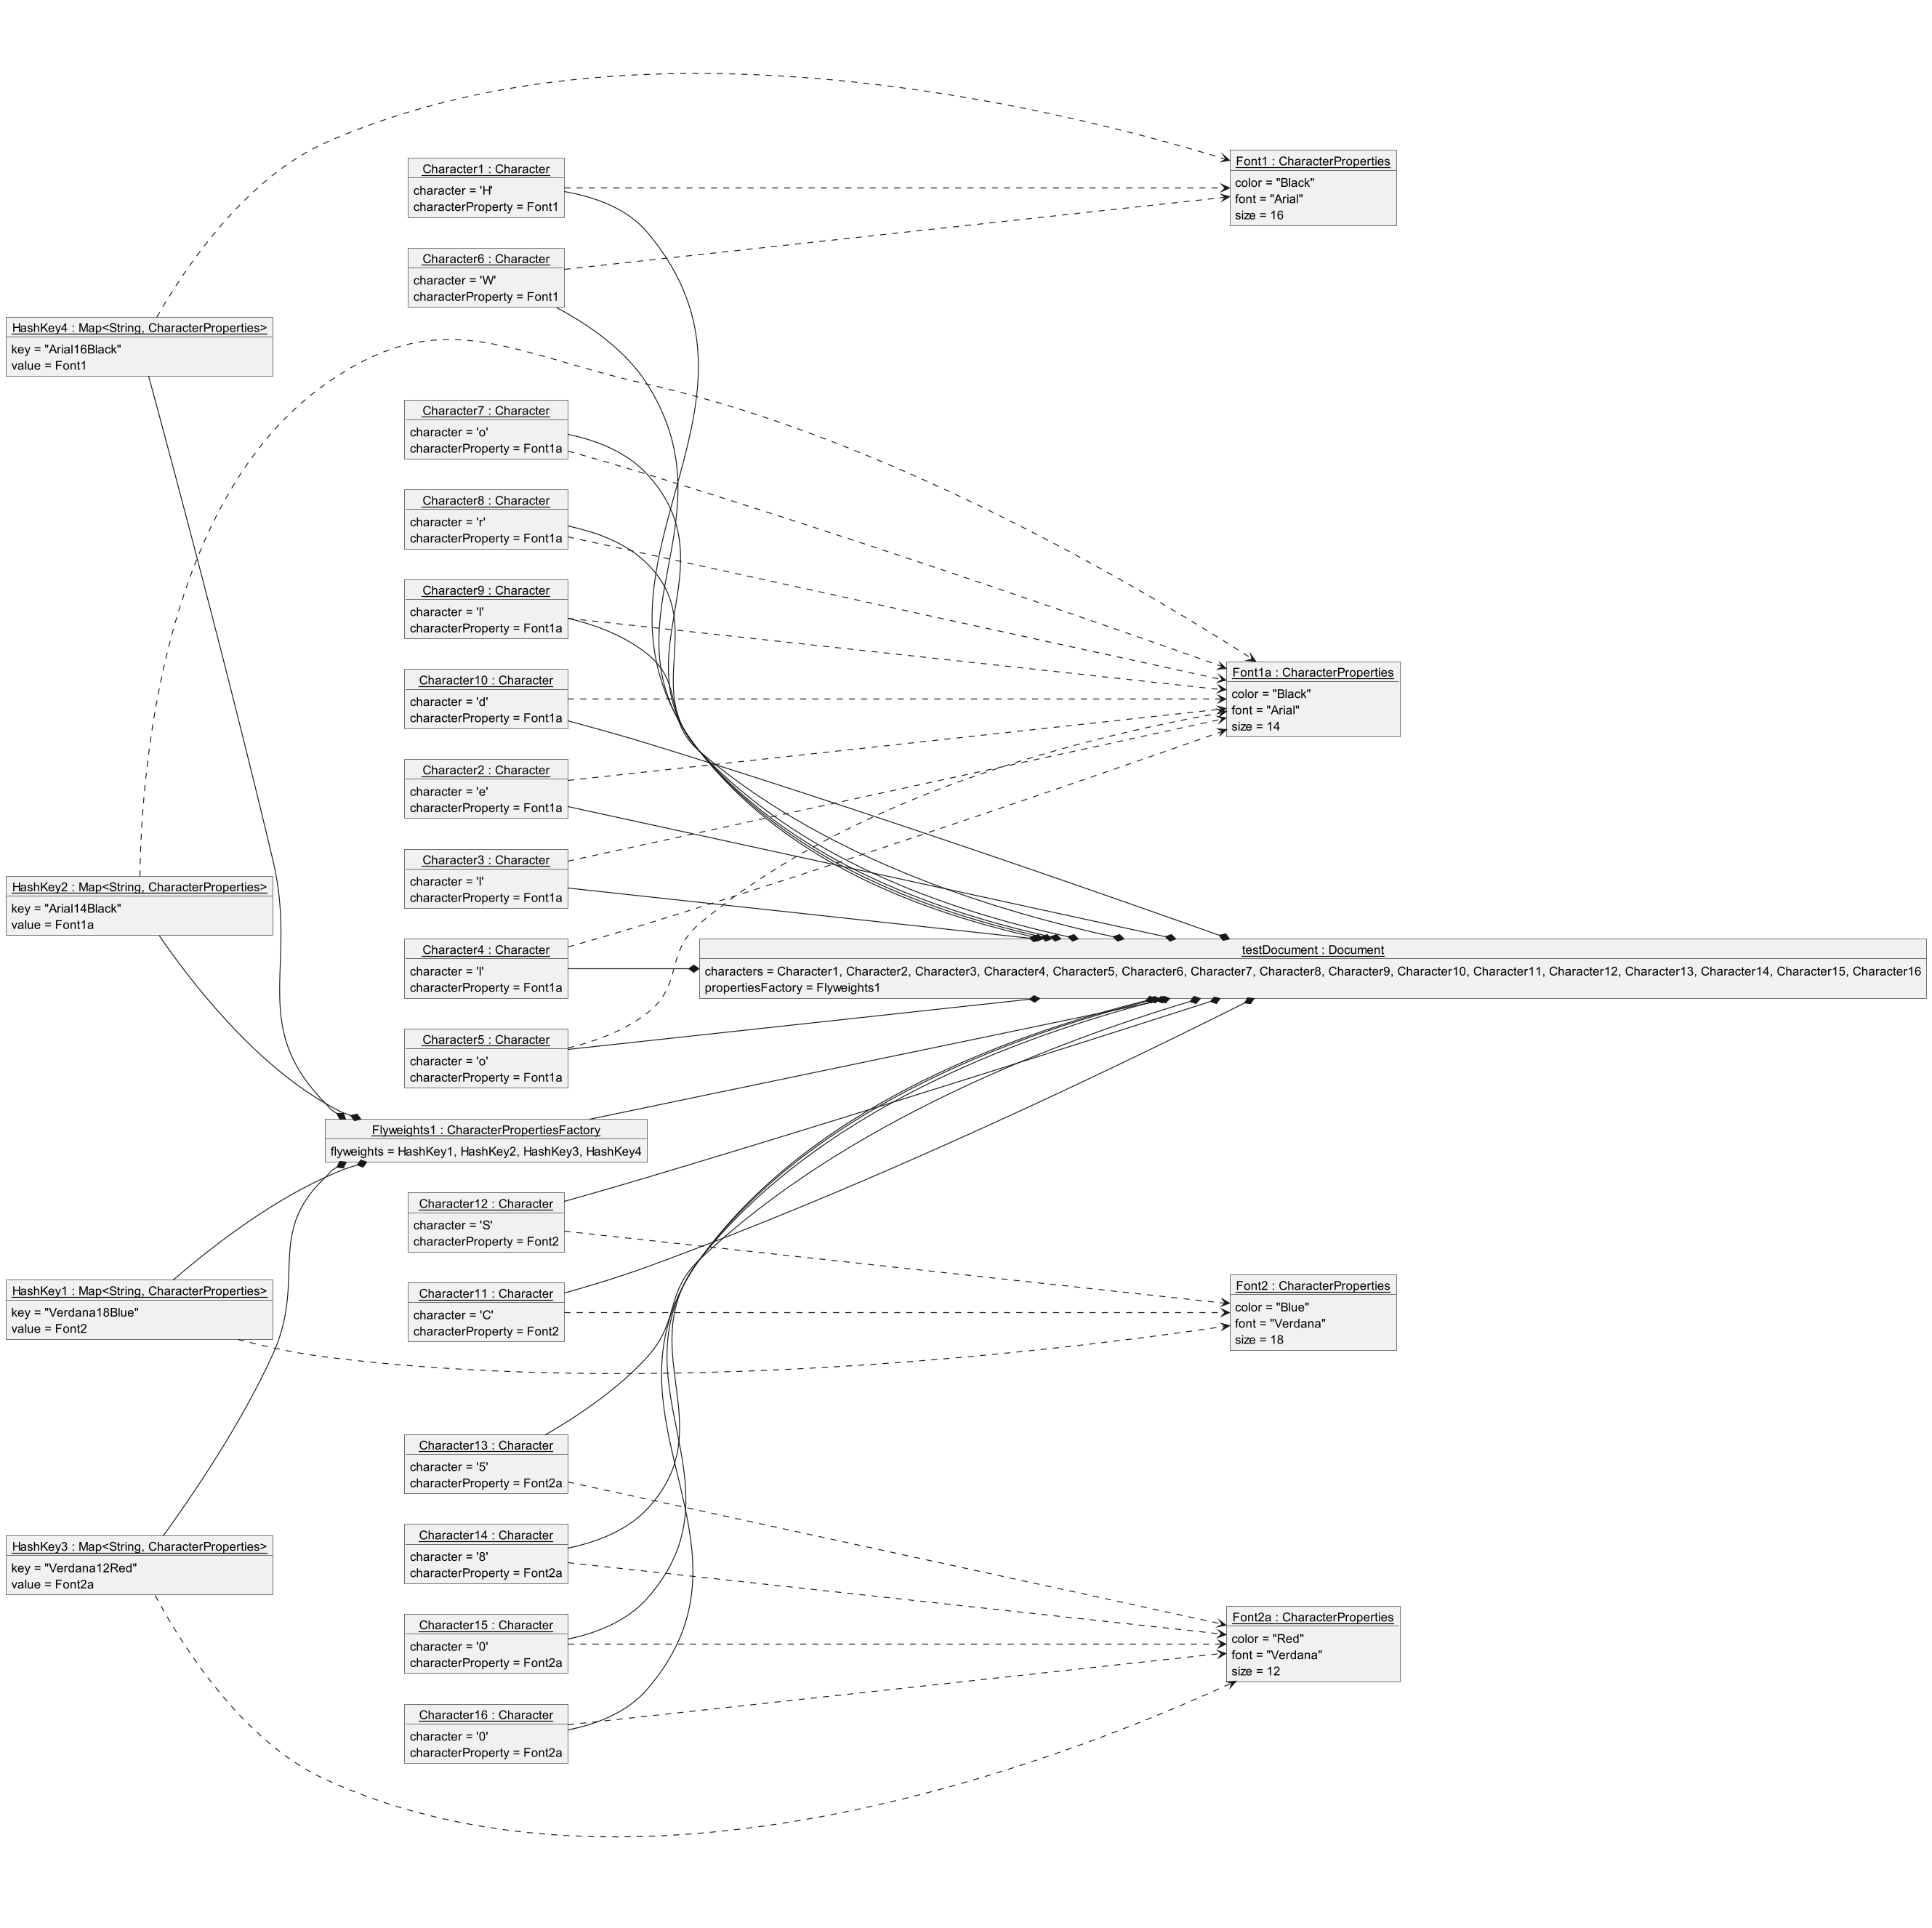 Font1 : CharacterProperties
color = "Black"
font = "Arial"
size = 16
Character1 : Character
character = 'H'
characterProperty = Font1
Character6 : Character
character = 'W'
characterProperty = Font1
HashKey4 : Map<String, CharacterProperties>
key = "Arial16Black"
value = Font1
Character7 : Character
character = 'o'
characterProperty = Font1a
Character8 : Character
character = 'r'
characterProperty = Font1a
Character9 : Character
character = 'l'
characterProperty = Font1a
Character10 : Character
character = 'd'
characterProperty = Font1a
Font1a : CharacterProperties
color = "Black"
font = "Arial"
size = 14
Character2 : Character
character = 'e'
characterProperty = Font1a
Character3 : Character
character = 'l'
characterProperty = Font1a
HashKey2 : Map<String, CharacterProperties>
key = "Arial14Black"
value = Font1a
Character4 : Character
character = 'l'
characterProperty = Font1a
testDocument : Document
characters = Character1, Character2, Character3, Character4, Character5, Character6, Character7, Character8, Character9, Character10, Character11, Character12, Character13, Character14, Character15, Character16
propertiesFactory = Flyweights1
Character5 : Character
character = 'o'
characterProperty = Font1a
Flyweights1 : CharacterPropertiesFactory
flyweights = HashKey1, HashKey2, HashKey3, HashKey4
Character12 : Character
character = 'S'
characterProperty = Font2
HashKey1 : Map<String, CharacterProperties>
key = "Verdana18Blue"
value = Font2
Character11 : Character
character = 'C'
characterProperty = Font2
Font2 : CharacterProperties
color = "Blue"
font = "Verdana"
size = 18
Character13 : Character
character = '5'
characterProperty = Font2a
Character14 : Character
character = '8'
characterProperty = Font2a
HashKey3 : Map<String, CharacterProperties>
key = "Verdana12Red"
value = Font2a
Character15 : Character
character = '0'
characterProperty = Font2a
Font2a : CharacterProperties
color = "Red"
font = "Verdana"
size = 12
Character16 : Character
character = '0'
characterProperty = Font2a